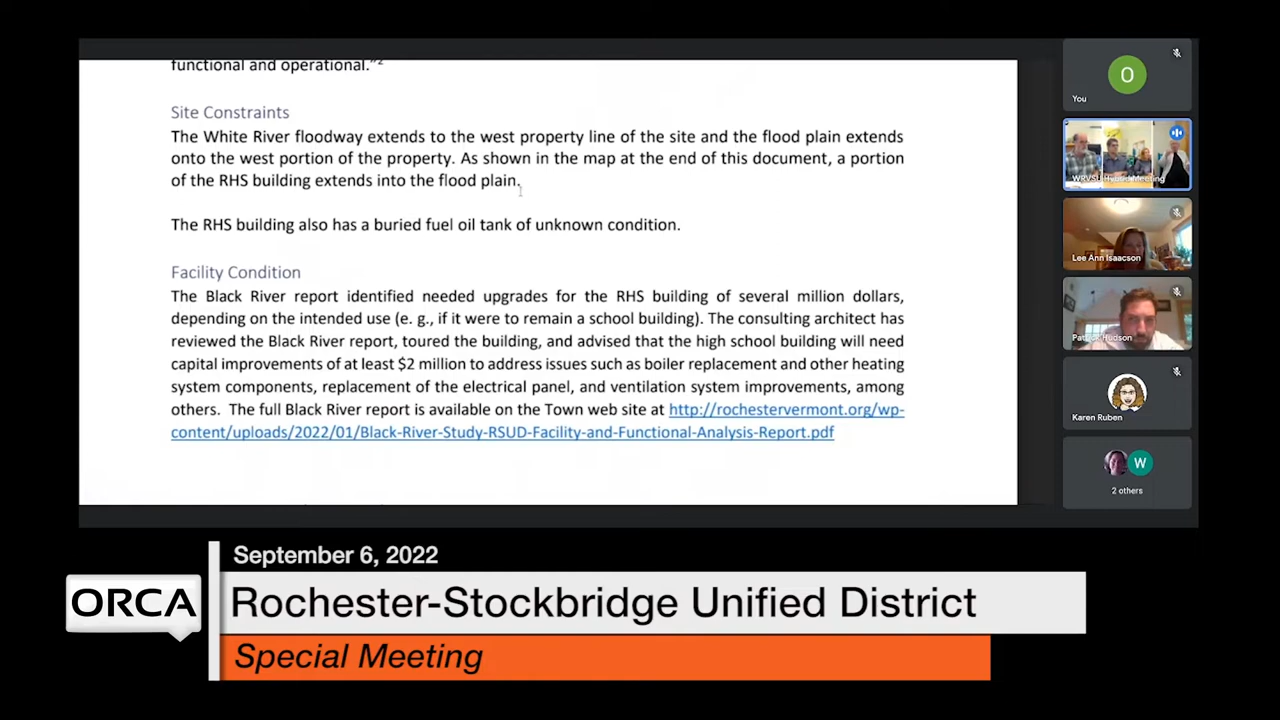 functional and operational."2
Site Constraints
The White River floodway extends to the west property line of the site and the flood plain extends
onto the west portion of the property. As shown in the map at the end of this document, a portion
of the RHS building extends into the flood plain.
The RHS building also has a buried fuel oil tank of unknown condition.
Facility Condition
The Black River report identified needed upgrades for the RHS building of several million dollars,
depending on the intended use (e. g., if it were to remain a school building). The consulting architect has
reviewed the Black River report, toured the building, and advised that the high school building will need
capital improvements of at least $2 million to address issues such as boiler replacement and other heating
system components, replacement of the electrical panel, and ventilation system improvements, among
others. The full Black River report is available on the Town web site at http://rochestervermont.org/wp-
content/uploads/2022/01/Black-River-Study-RSUD-Facility-and-Functional-Analysis-Report.pdf
O
You
WRVSU Hybrid Meeting
Lee Ann Isaacson
Patrick Hudson
Karen Ruben
W
2 others
September 6, 2022
ORCA
Rochester-Stockbridge Unified District
Special Meeting